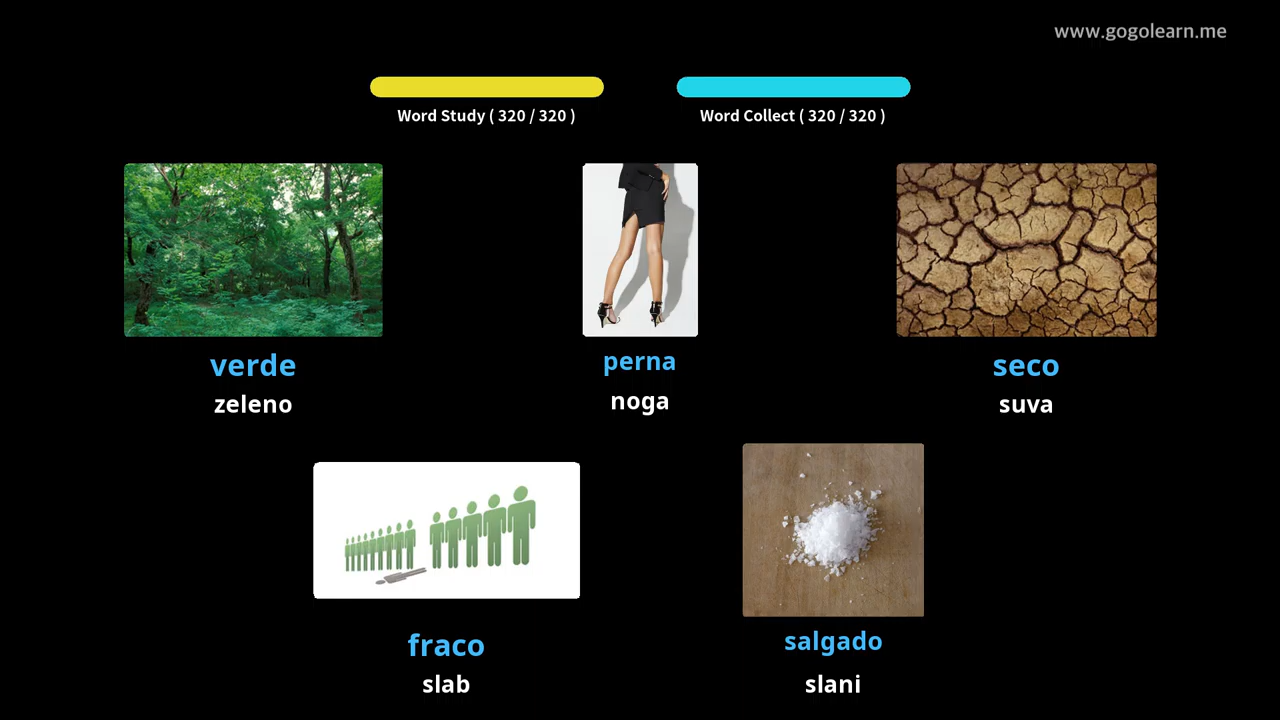 www.gogolearn.me
Word Study ( 320 / 320 )
Word Collect ( 320 / 320 )
verde
zeleno
perna
noga
seco
suva
fraco
slab
salgado
slani